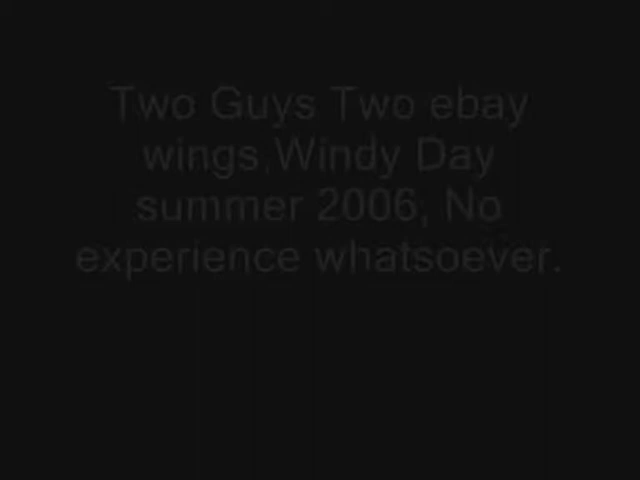 Two Guys Two ebay
wings,Windy Day
summer 2006, No
experience whatsoever.